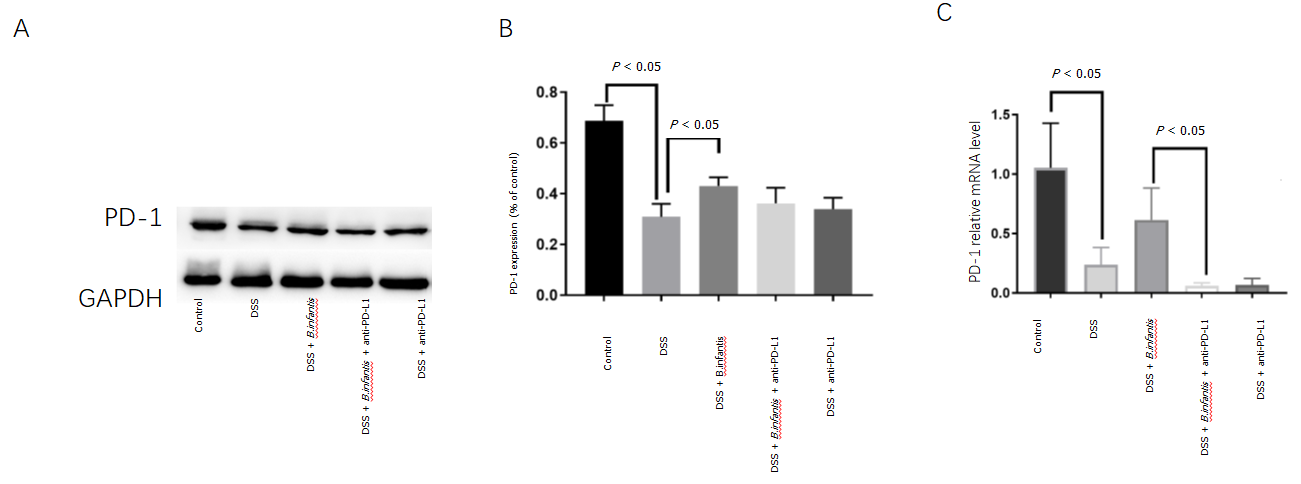 A
PD-1
GAPDH
Control
DSS
DSS + B.infantis
DSS + B.infantis + anti-PD-L1
DSS + anti-PD-L1
B
P < 0.05
P < 0.05
PD-1 expression (% of control)
0.8
0.6
0.4
0.2
0.0
Control
DSS
DSS + B.infantis
DSS + B.infantis + anti-PD-L1
DSS + anti-PD-L1
C
P < 0.05
P < 0.05
PD-1 relative mRNA level
1.5
1.0
0.5
0.0
Control
DSS
DSS + B.infantis
DSS + B.infantis + anti-PD-L1
DSS + anti-PD-L1